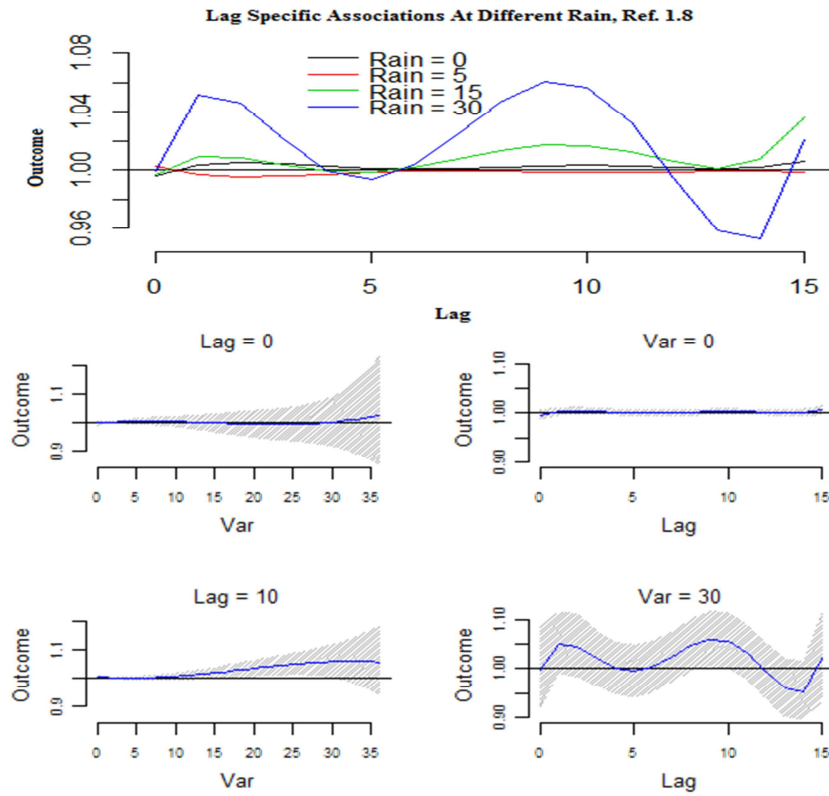 Lag Specific Associations At Different Rain, Ref. 1.8
Outcome
1.08
1.04
1.00
0.96
Rain = 0
Rain = 5
Rain = 15
Rain = 30
0 5 10 15
Lag
Lag = 0
Outcome
1.1
0.9
0 5 10 15 20 25 30 35
Var
Var = 0
Outcome
1.10
1.00
0.90
0 5 10 15
Lag
Lag = 10
Outcome
1.1
0.9
0 5 10 15 20 25 30 35
Var
Var = 30
Outcome
1.10
1.00
0.90
0 5 10 15
Lag